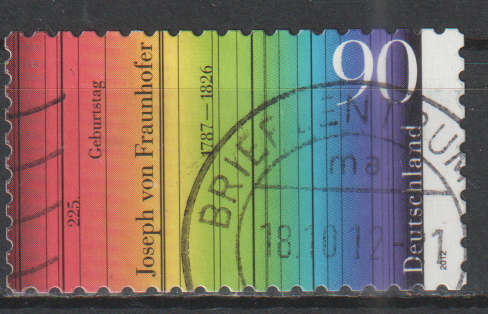 225.
Geburtstag
Joseph von Fraunhofer
1787—1826
90
Deutschland
2012
BRIEFZENTRUM
ma
18.10.12-
1